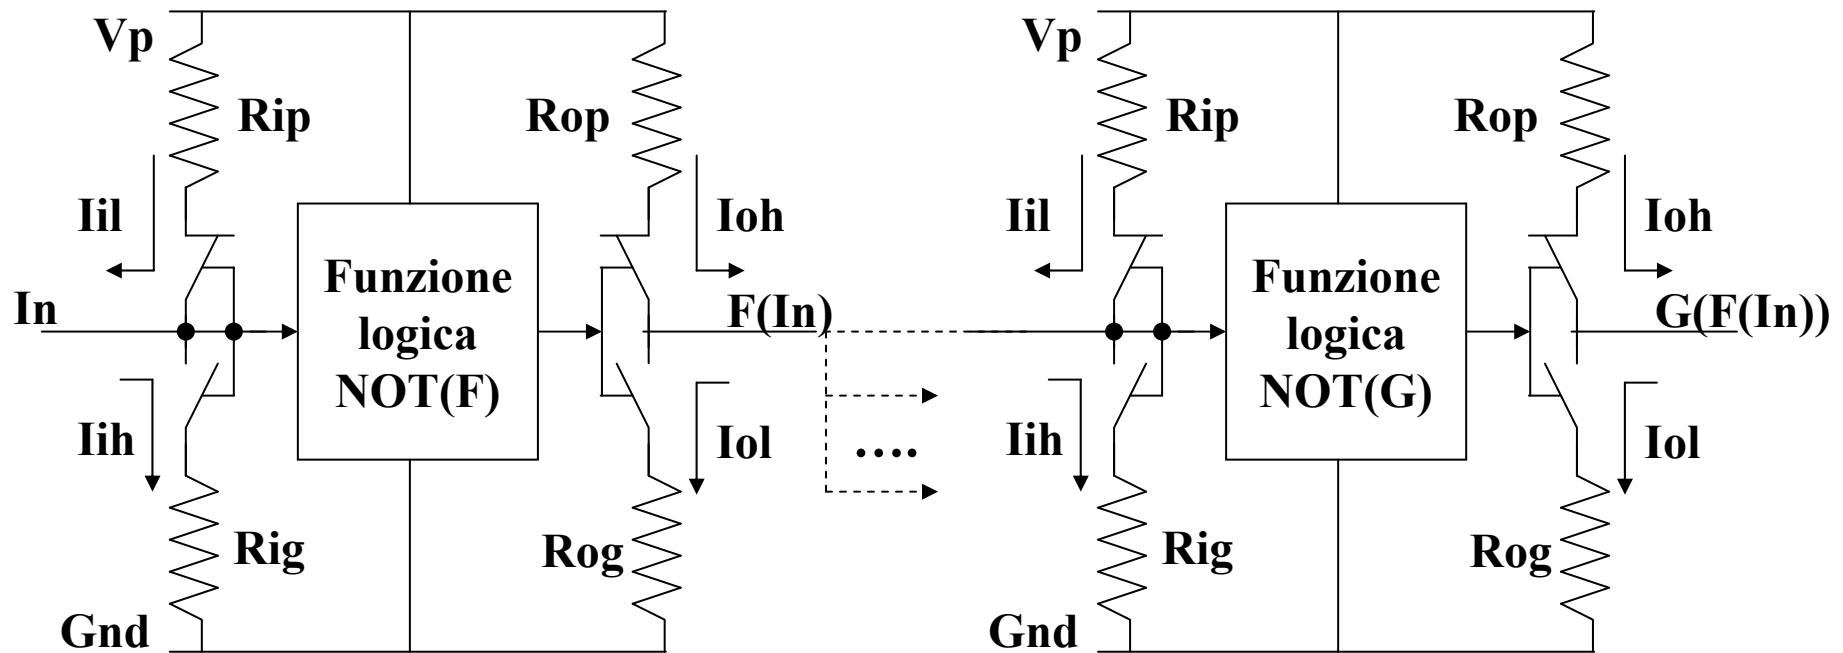 Vp
Rip
Rop
Iil
Ioh
Funzione
logica
NOT(F)
In
F(In)
Iih
Iol
....
Rig
Rog
Gnd
Vp
Rip
Rop
Iil
Ioh
Funzione
logica
NOT(G)
G(F(In))
Iih
Iol
Rig
Rog
Gnd